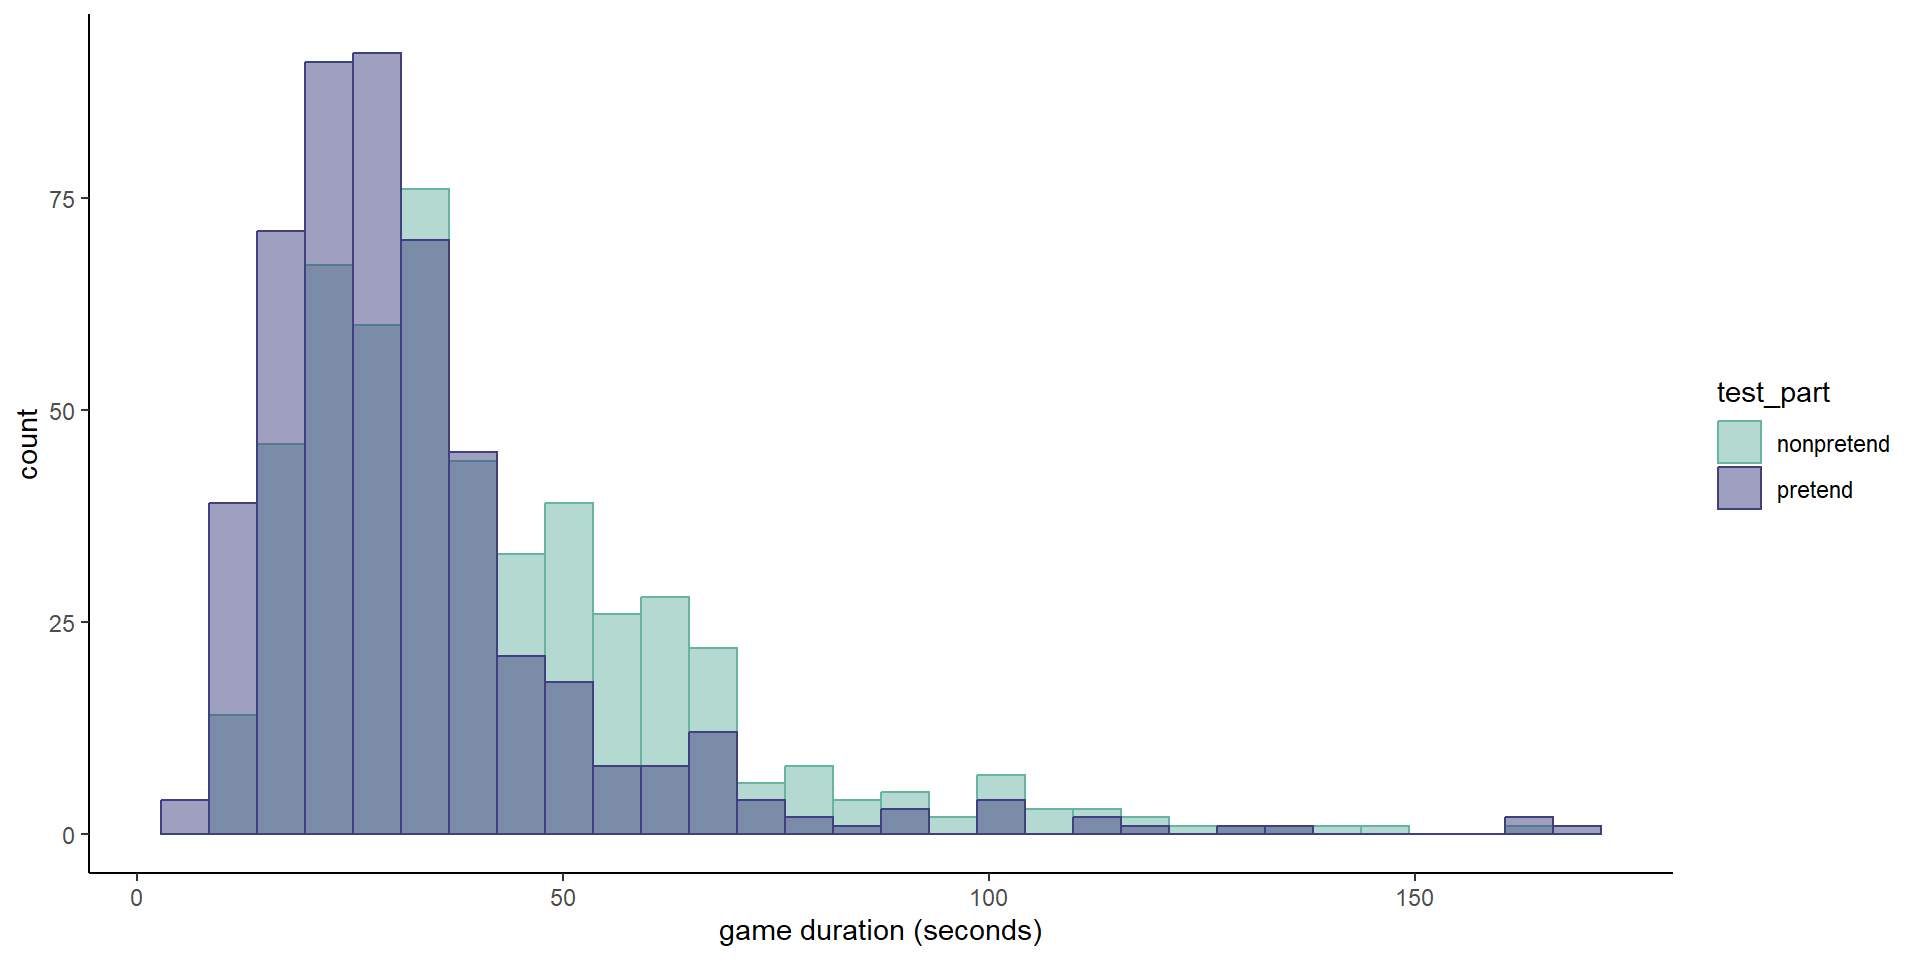 75
50
25
0
count
0 50 100 150
game duration (seconds)
test_part
nonpretend
pretend